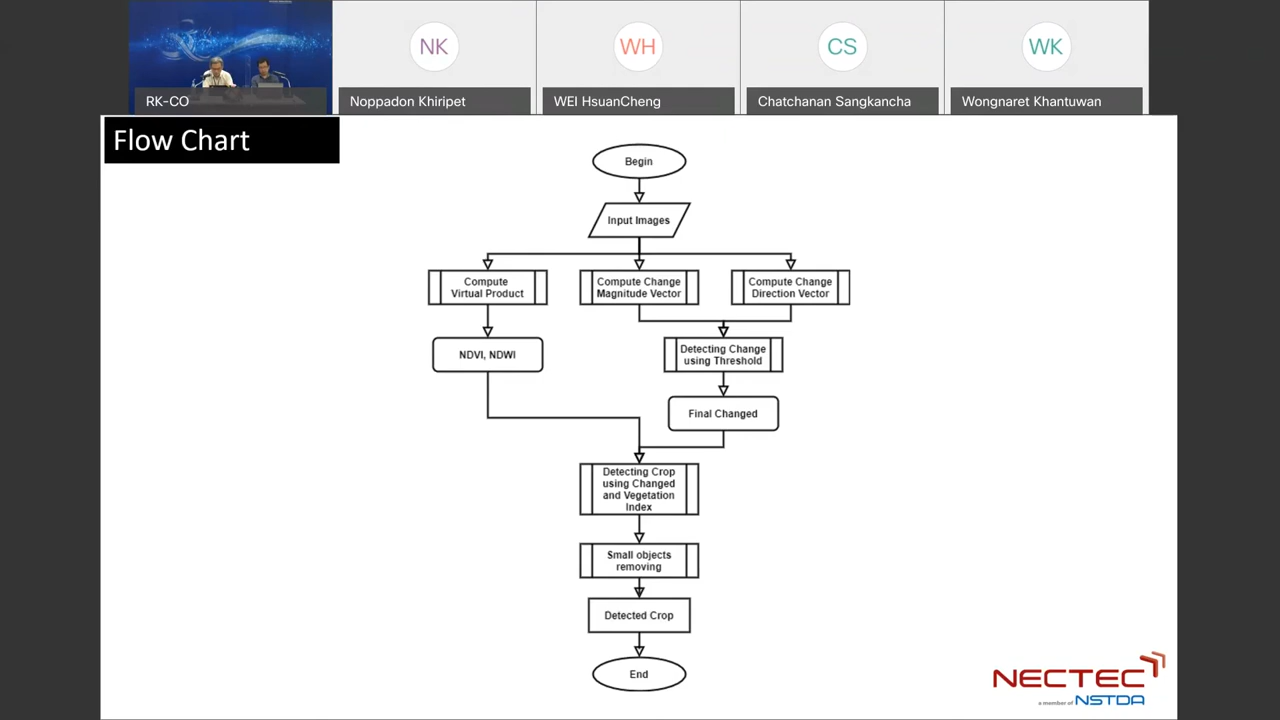 NK
WH
CS
WK
RK-CO
Noppadon Khiripet
WEI HsuanCheng
Chatchanan Sangkancha
Wongnaret Khantuwan
Flow Chart
Begin
Input Images
Compute
Virtual Product
Compute Change
Magnitude Vector
Compute Change
Direction Vector
NDVI, NDWI
Detecting Change
using Threshold
Final Changed
Detecting Crop
using Changed
and Vegetation
Index
Small objects
removing
Detected Crop
End
NECTEC
a member of NSTDA